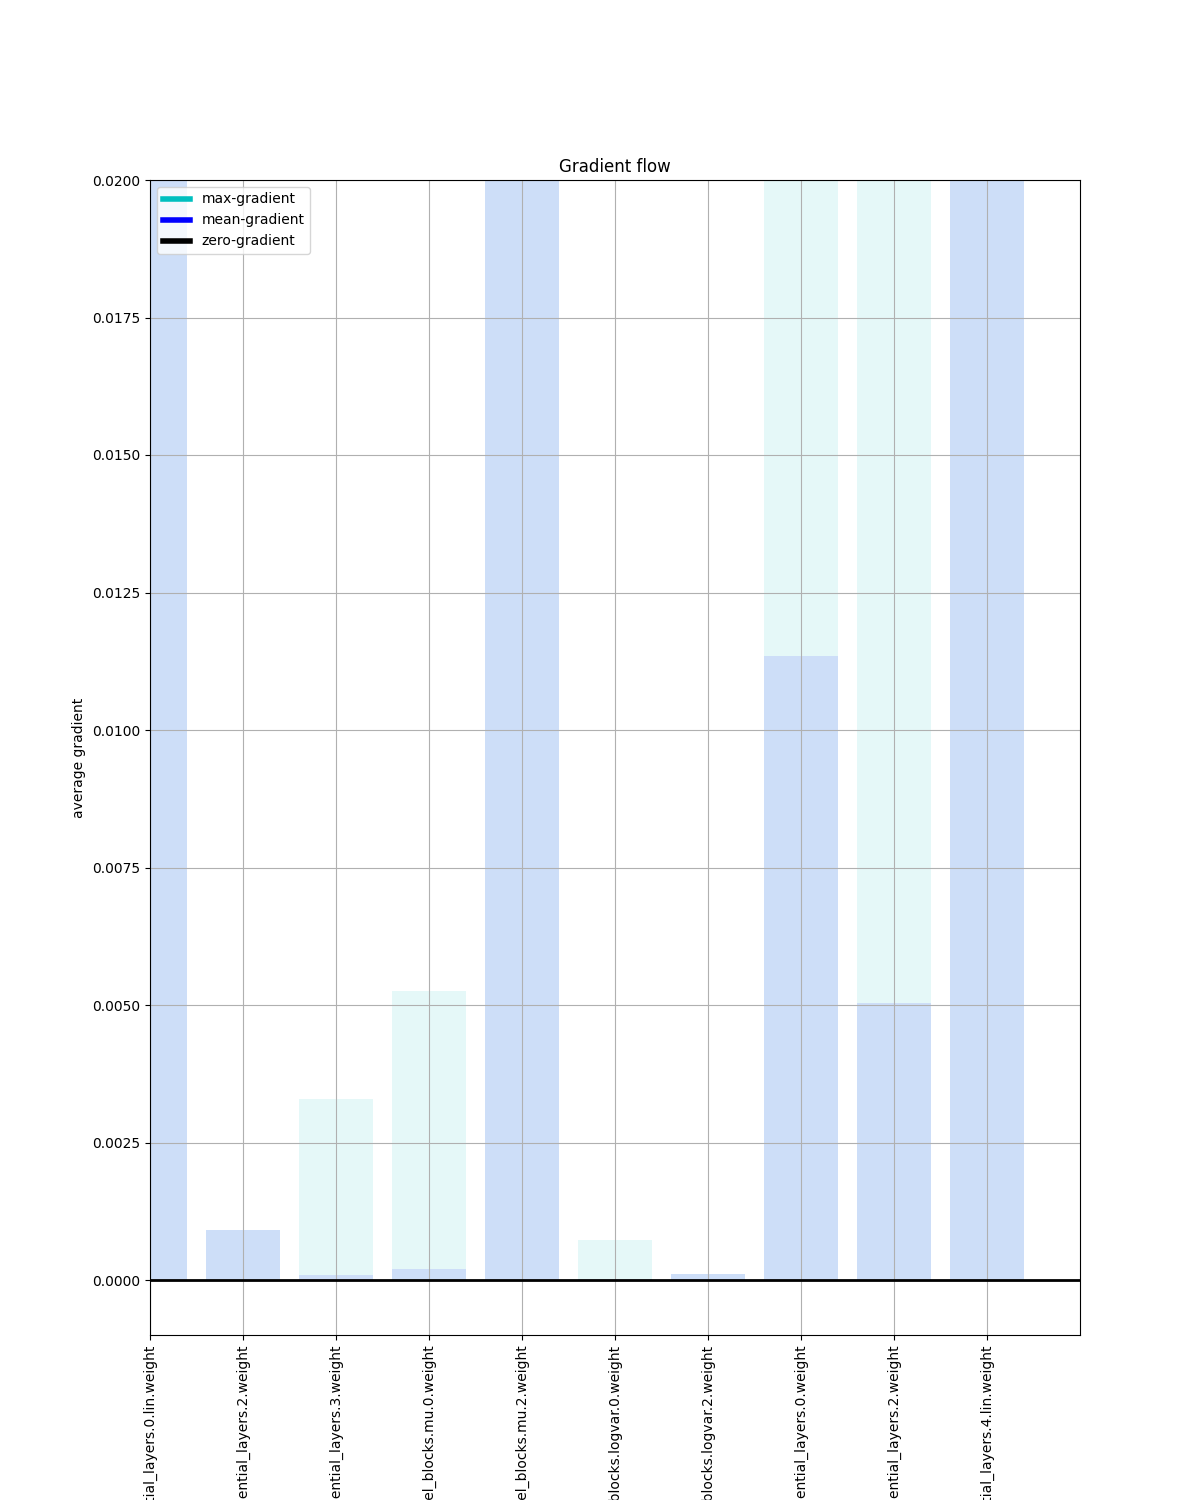 Gradient flow
max-gradient
mean-gradient
zero-gradient
0.0200
0.0175
0.0150
0.0125
0.0100
0.0075
0.0050
0.0025
0.0000
average gradient
tial_layers.0.lin.weight
ential_layers.2.weight
ential_layers.3.weight
el_blocks.mu.0.weight
el_blocks.mu.2.weight
blocks.logvar.0.weight
blocks.logvar.2.weight
ential_layers.0.weight
ential_layers.2.weight
tial_layers.4.lin.weight